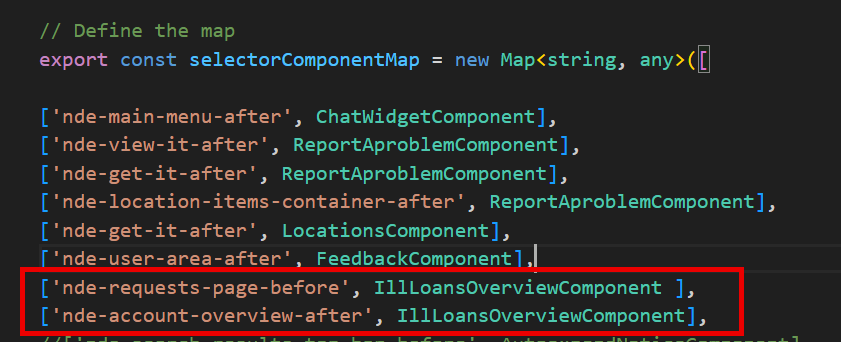 // Define the map
export const selectorComponentMap = new Map<string, any>([
['nde-main-menu-after', ChatWidgetComponent],
['nde-view-it-after', ReportAproblemComponent],
['nde-get-it-after', ReportAproblemComponent],
['nde-location-items-container-after', ReportAproblemComponent],
['nde-get-it-after', LocationsComponent],
['nde-user-area-after', FeedbackComponent],
['nde-requests-page-before', IllLoansOverviewComponent ],
['nde-account-overview-after', IllLoansOverviewComponent],